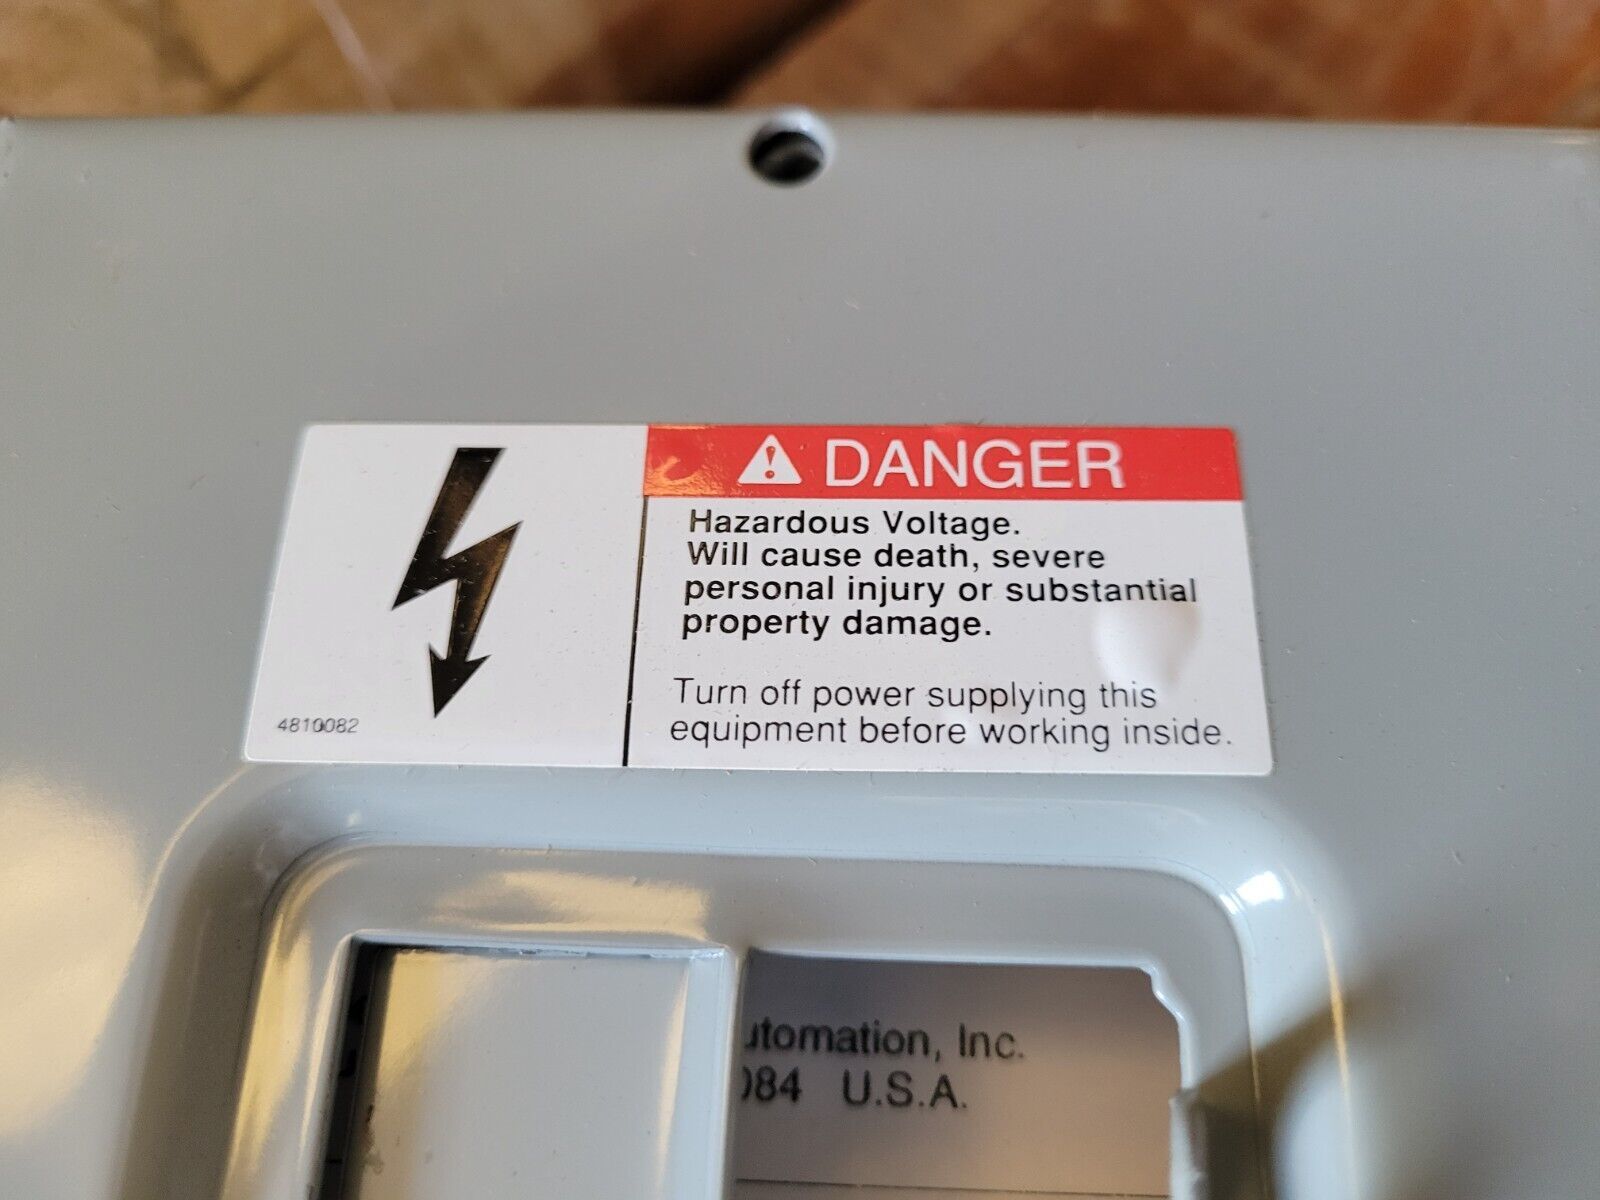 DANGER
Hazardous Voltage.
Will cause death, severe
personal injury or substantial
property damage.
Turn off power supplying this
equipment before working inside.
4810082
utomation, Inc.
084 U.S.A.